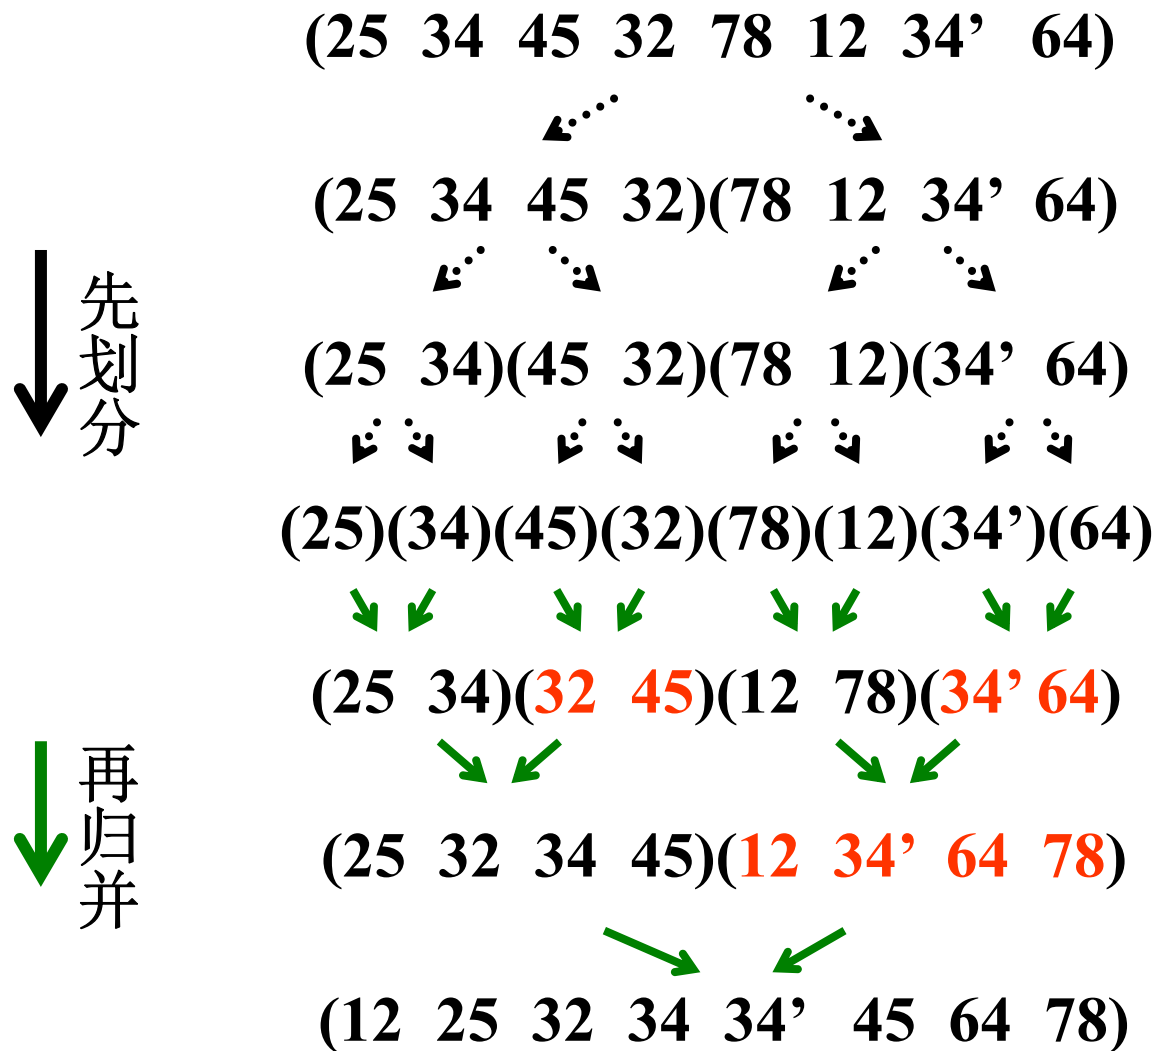 (25 34 45 32 78 12 34’ 64)
(25 34 45 32)(78 12 34’ 64)
先划分
(25 34)(45 32)(78 12)(34’ 64)
(25)(34)(45)(32)(78)(12)(34’)(64)
(25 34)(32 45)(12 78)(34’ 64)
再归并
(25 32 34 45)(12 34’ 64 78)
(12 25 32 34 34’ 45 64 78)